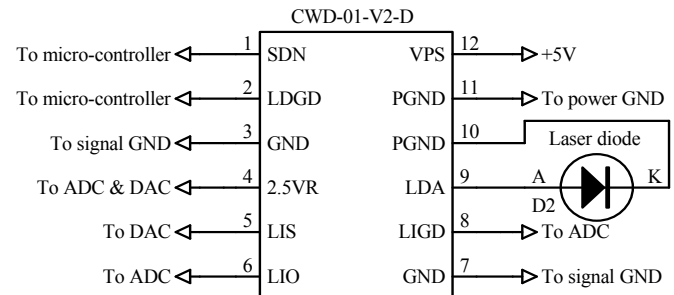 CWD-01-V2-D
To micro-controller 1 SDN VPS 12 +5V
To micro-controller 2 LDGD PGND 11 To power GND
To signal GND 3 GND PGND 10 Laser diode
To ADC & DAC 4 2.5VR LDA 9 A K
D2
To DAC 5 LIS LIGD 8 To ADC
To ADC 6 LIO GND 7 To signal GND